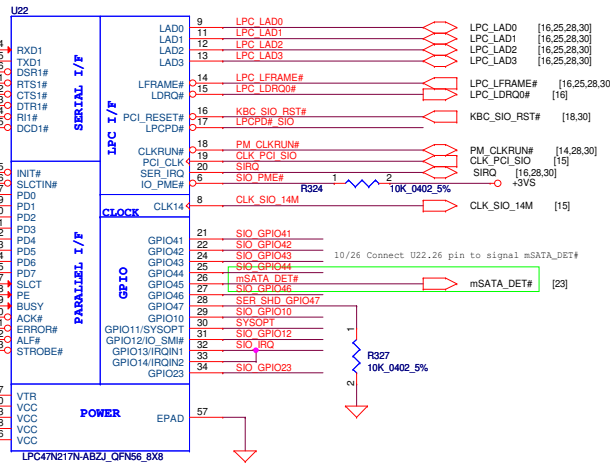 U22
RXD1
TXD1
DSR1#
RTS1#
CTS1#
DTR1#
RI1#
DCD1#
SERIAL I/F
INIT#
SLCTIN#
PD0
PD1
PD2
PD3
PD4
PD5
PD6
PD7
SLCT
PE
BUSY
ACK#
ERROR#
ALF#
STROBE#
PARALLEL I/F
VTR
VCC
VCC
VCC
VCC
POWER
LPC I/F
CLOCK
GPIO
LAD0 9 LPC_LAD0 LPC_LAD0 [16,25,28,30]
LAD1 11 LPC_LAD1 LPC_LAD1 [16,25,28,30]
LAD2 12 LPC_LAD2 LPC_LAD2 [16,25,28,30]
LAD3 13 LPC_LAD3 LPC_LAD3 [16,25,28,30]
LFRAME# 14 LPC_LFRAME# LPC_LFRAME# [16,25,28,30
LDRQ# 15 LPC_LDRQ0# LPC_LDRQ0# [16]
PCI_RESET# 16 KBC_SIO_RST# KBC_SIO_RST# [18,30]
LPCPD# 17 LPCPD#_SIO
CLKRUN# 18 PM_CLKRUN# PM_CLKRUN# [14,28,30]
PCI_CLK 19 CLK_PCI_SIO CLK_PCI_SIO [15]
SER_IRQ 20 SIRQ SIRQ [16,28,30]
IO_PME# 6 SIO_PME# R324 1 2 10K_0402_5% +3VS
CLK14 8 CLK_SIO_14M CLK_SIO_14M [15]
GPIO41 21 SIO_GPIO41
GPIO42 22 SIO_GPIO42
GPIO43 24 SIO_GPIO43
10/26 Connect U22.26 pin to signal mSATA_DET#
GPIO44 25 SIO_GPIO44
GPIO45 26 mSATA_DET# mSATA_DET# [23]
GPIO46 27 SIO_GPIO46
GPIO47 28 SER_SHD_GPIO47
GPIO10 29 SIO_GPIO10
GPIO11/SYSOPT 30 SYSOPT
GPIO12/IO_SMI# 31 SIO_GPIO12
GPIO13/IRQIN1 32 SIO_IRQ
GPIO14/IRQIN2 33
GPIO23 34 SIO_GPIO23
1
R327
10K_0402_5%
2
EPAD 57
LPC47N217N-ABZJ_QFN56_8X8